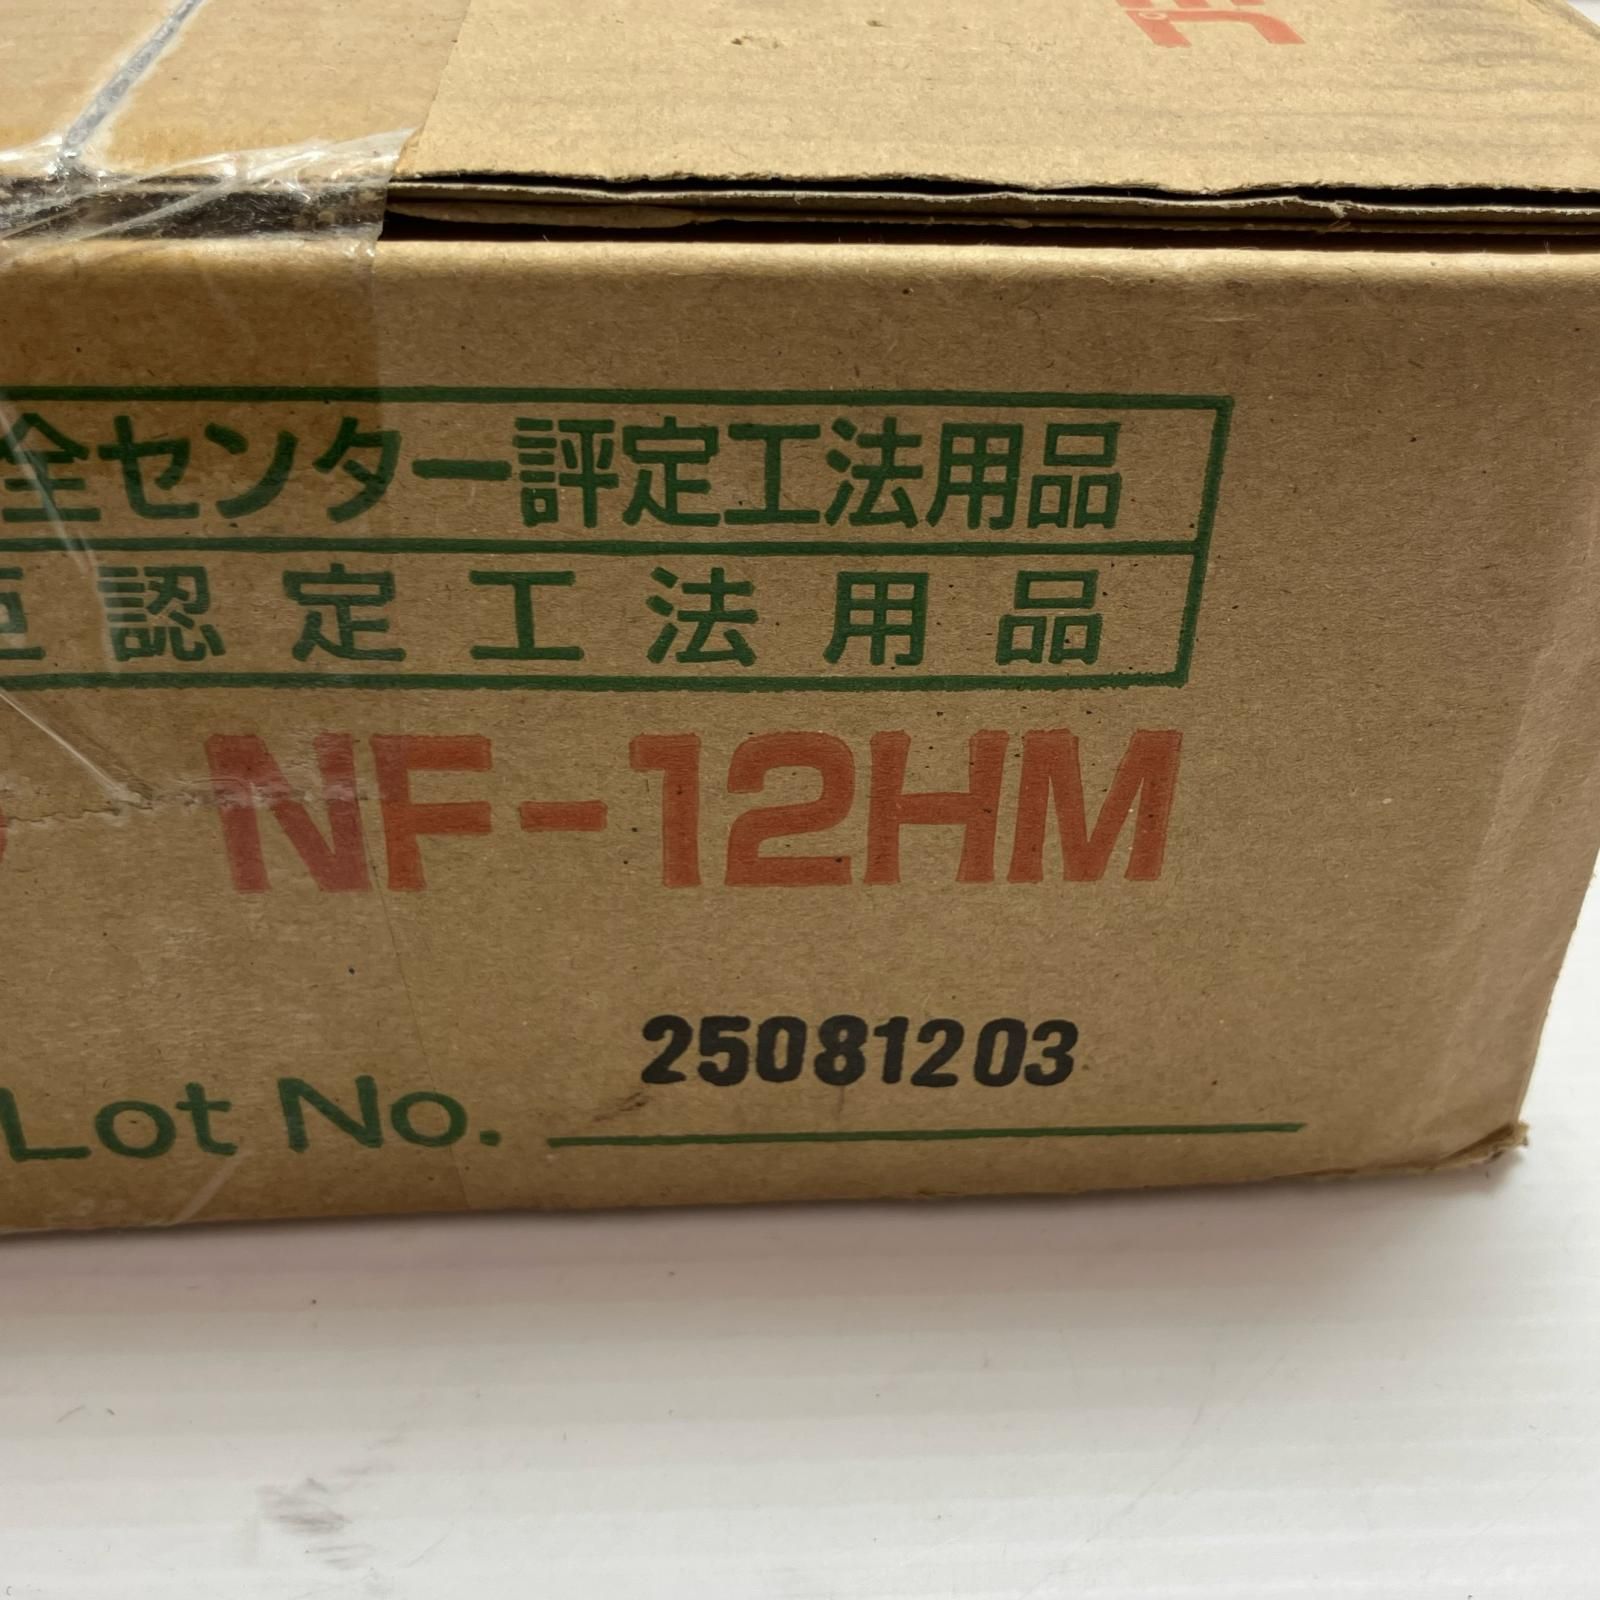 全センター評定工法用品
臣認定工法用品
NF-12HM
25081203
Lot No.